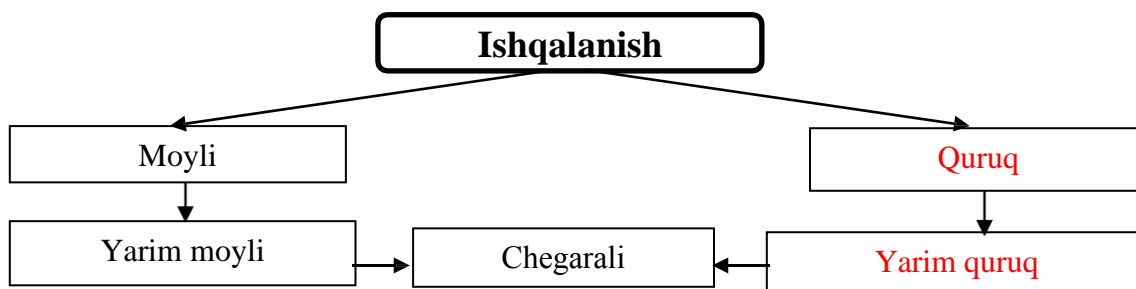 Ishqalanish
Moyli
Quruq
Yarim moyli
Chegarali
Yarim quruq